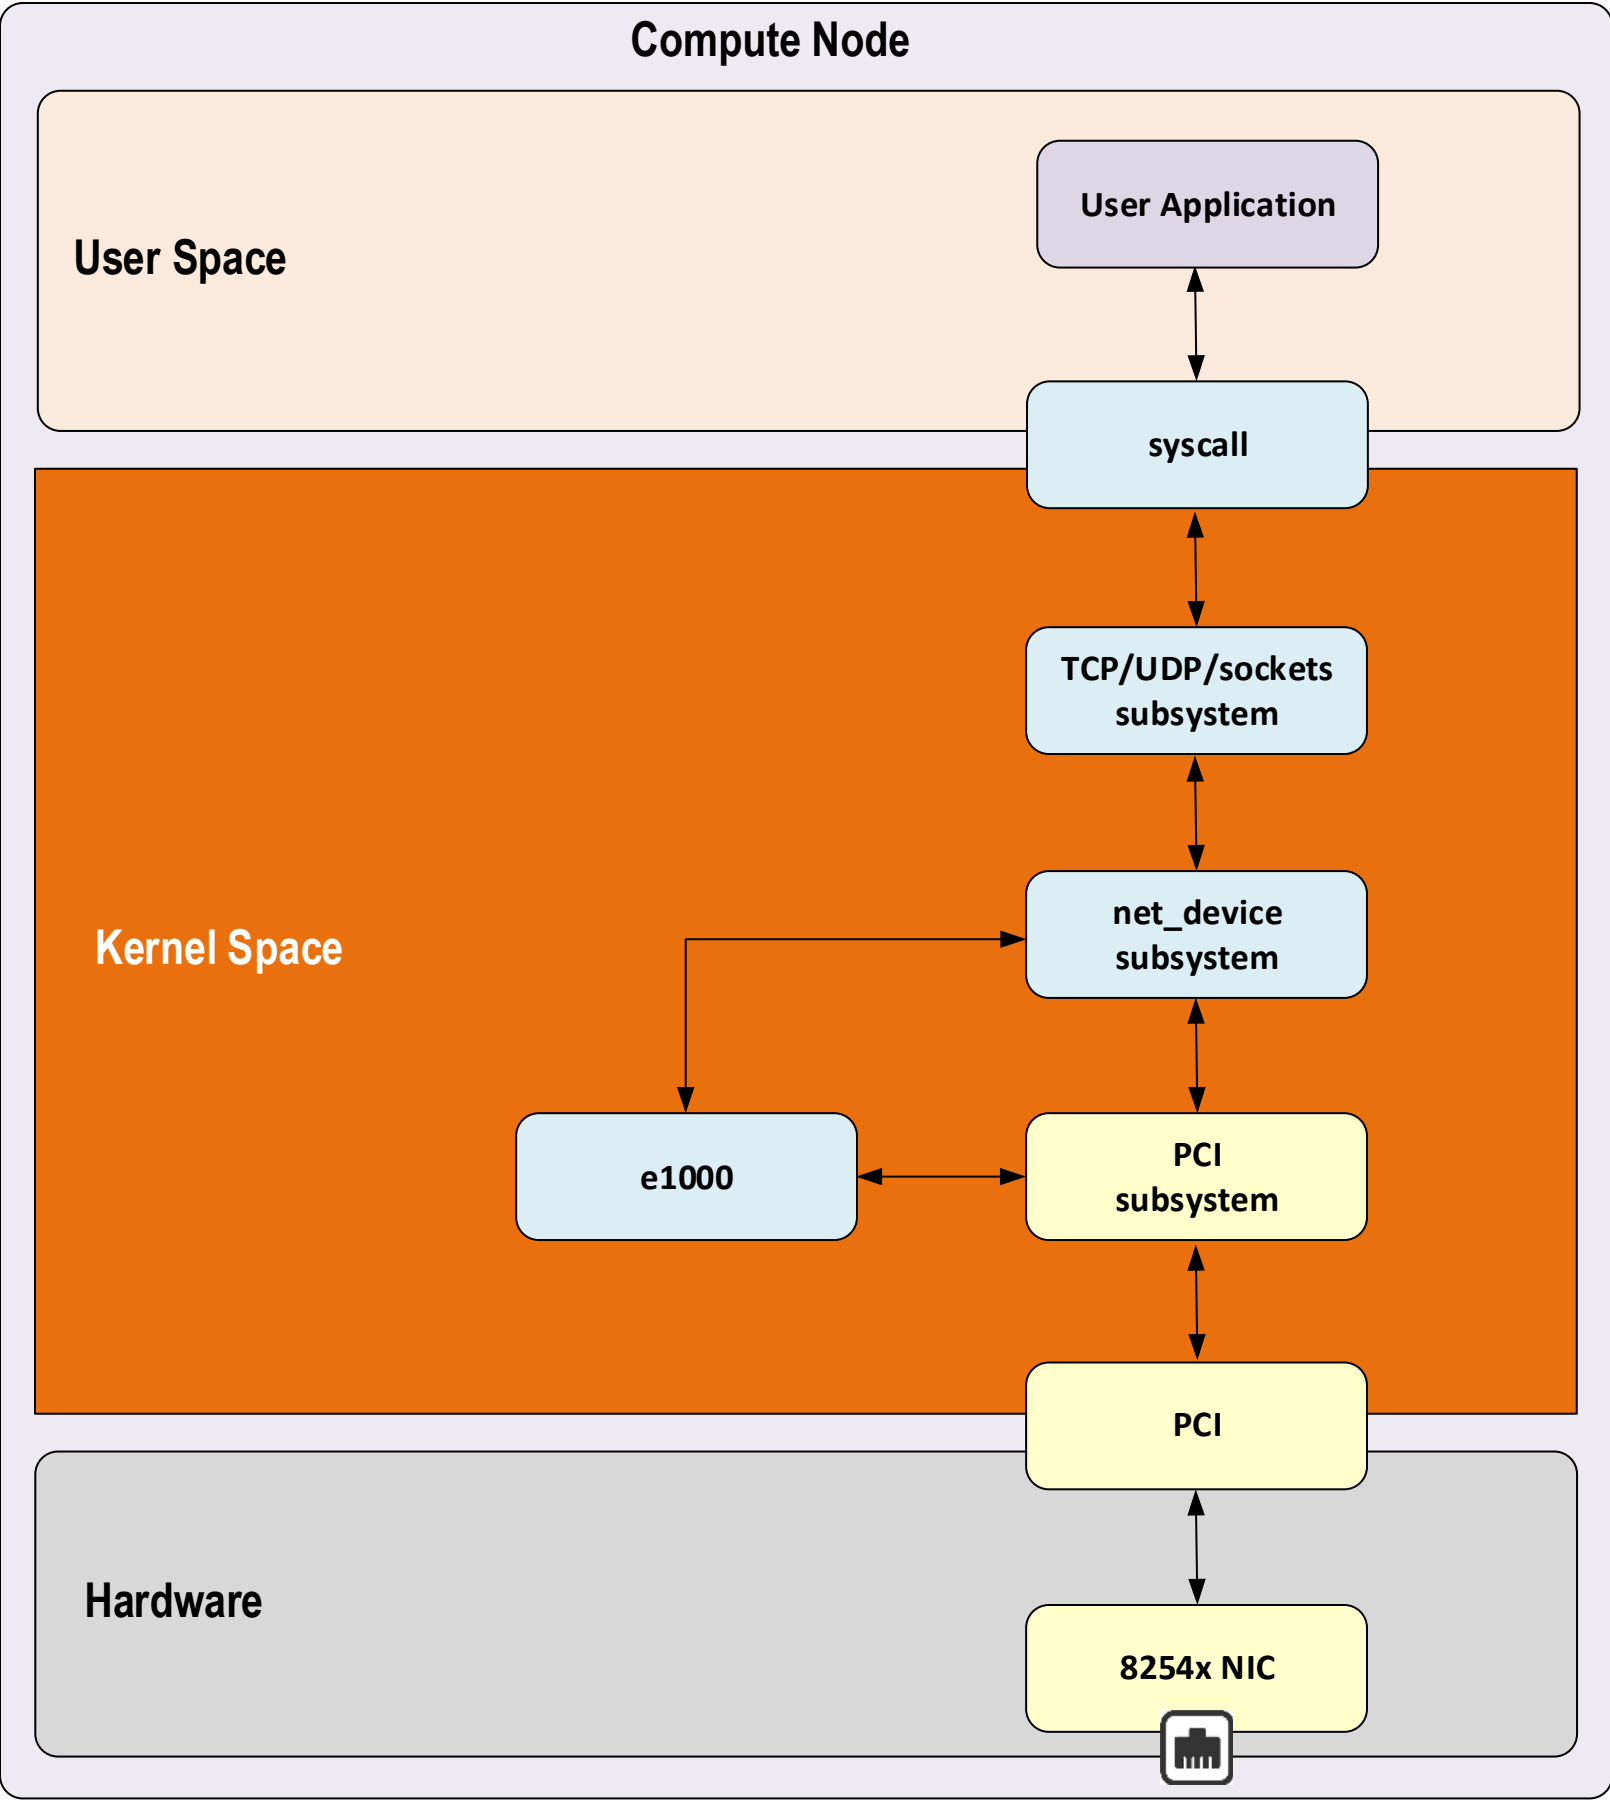 Compute Node
User Application
User Space
syscall
TCP/UDP/sockets
subsystem
net_device
subsystem
Kernel Space
PCI
subsystem
e1000
PCI
Hardware
8254x NIC